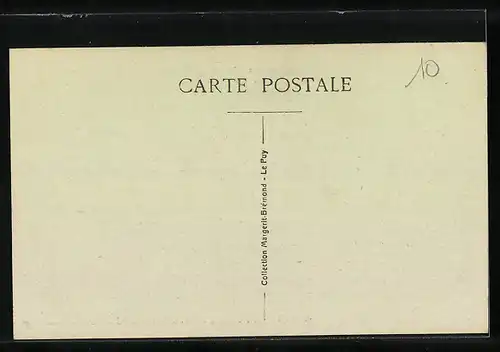 CARTE POSTALE
10
Collection Margerit-Brémond - Le Puy